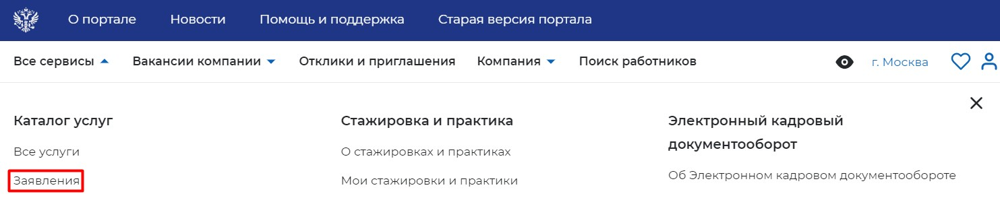 О портале Новости Помощь и поддержка Старая версия портала
Все сервисы Вакансии компании Отклики и приглашения Компания Поиск работников г. Москва
Каталог услуг
Все услуги
Заявления
Стажировка и практика
О стажировках и практиках
Мои стажировки и практики
Электронный кадровый
документооборот
Об Электронном кадровом документообороте